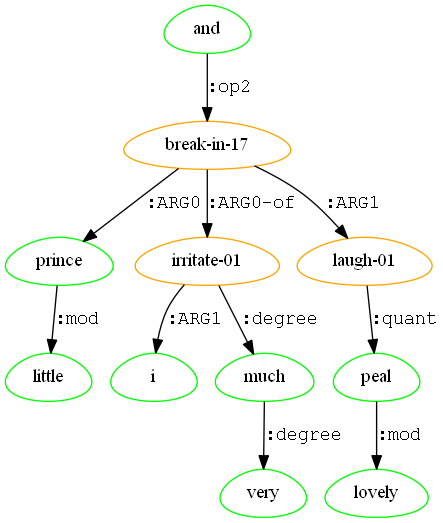 and
:op2
break-in-17
:ARG0 :ARG0-of :ARG1
prince irritate-01 laugh-01
:mod :ARG1 :degree :quant
little i much peal
:degree :mod
very lovely